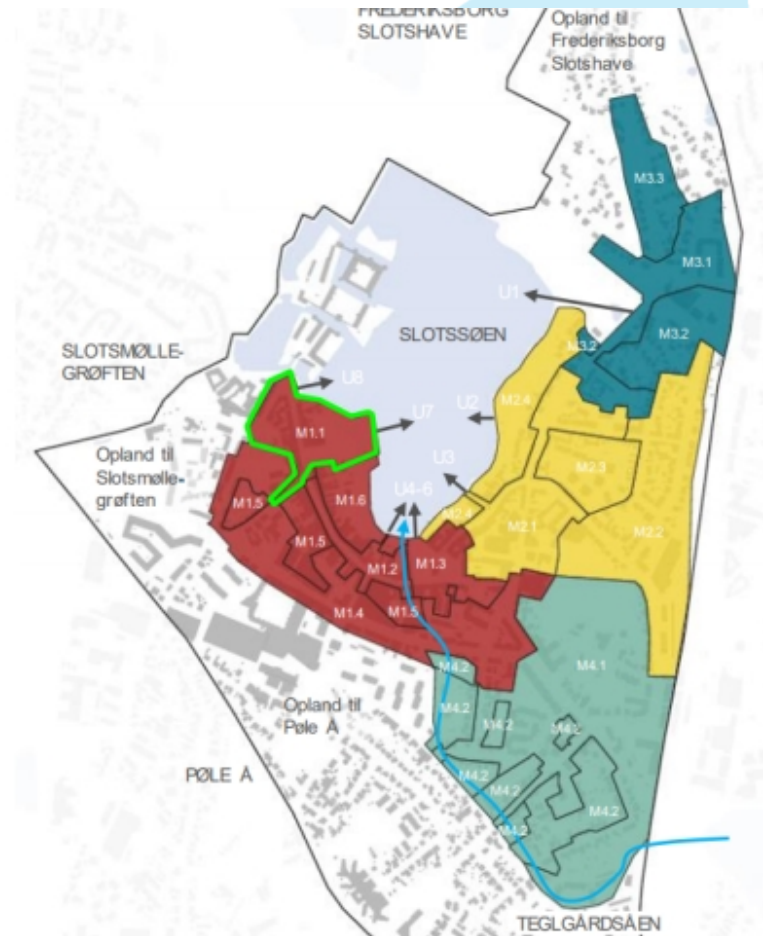 FREDERIKSBORG
SLOTSHAVE
Opland til
Frederiksborg
Slotshave
M3.3
M3.1
U1
M3.2
SLOTSSØEN
M3.2
SLOTSMØLLE-
GRØFTEN
U8
M2.4
U7
U2
M1.1
Opland til
Slotsmølle-
grøften
U3
M2.3
M1.5
M1.6
U4-6
M2.4
M2.1
M2.2
M1.5
M1.2
M1.3
M1.4
M1.5
M4.2
M4.1
Opland til
Pøle Å
M4.2
M4.2
M4.2
PØLE Å
M4.2
M4.2
M4.2
M4.2
TEGLGÅRDSÅEN